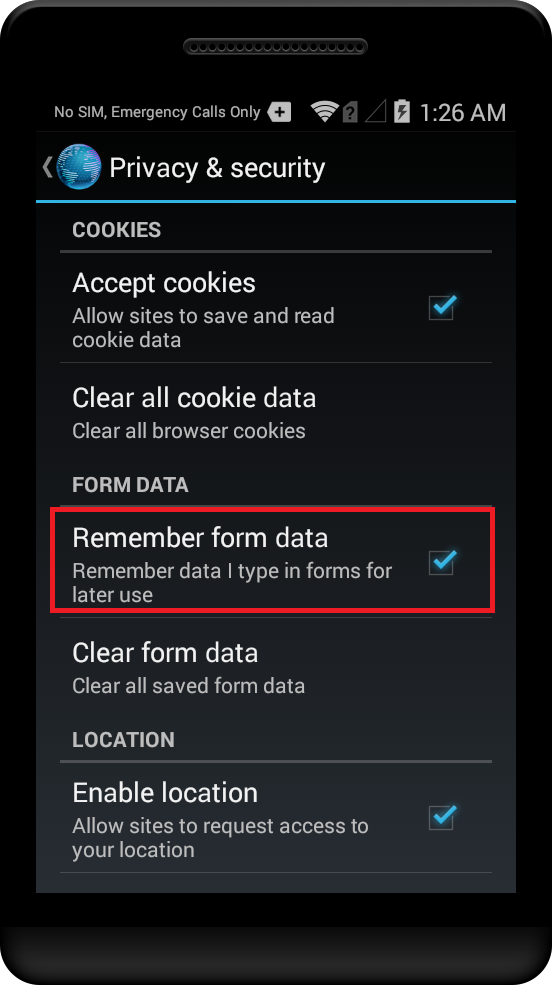 No SIM, Emergency Calls Only 1:26 AM
Privacy & security
COOKIES
Accept cookies
Allow sites to save and read
cookie data
Clear all cookie data
Clear all browser cookies
FORM DATA
Remember form data
Remember data I type in forms for
later use
Clear form data
Clear all saved form data
LOCATION
Enable location
Allow sites to request access to
your location